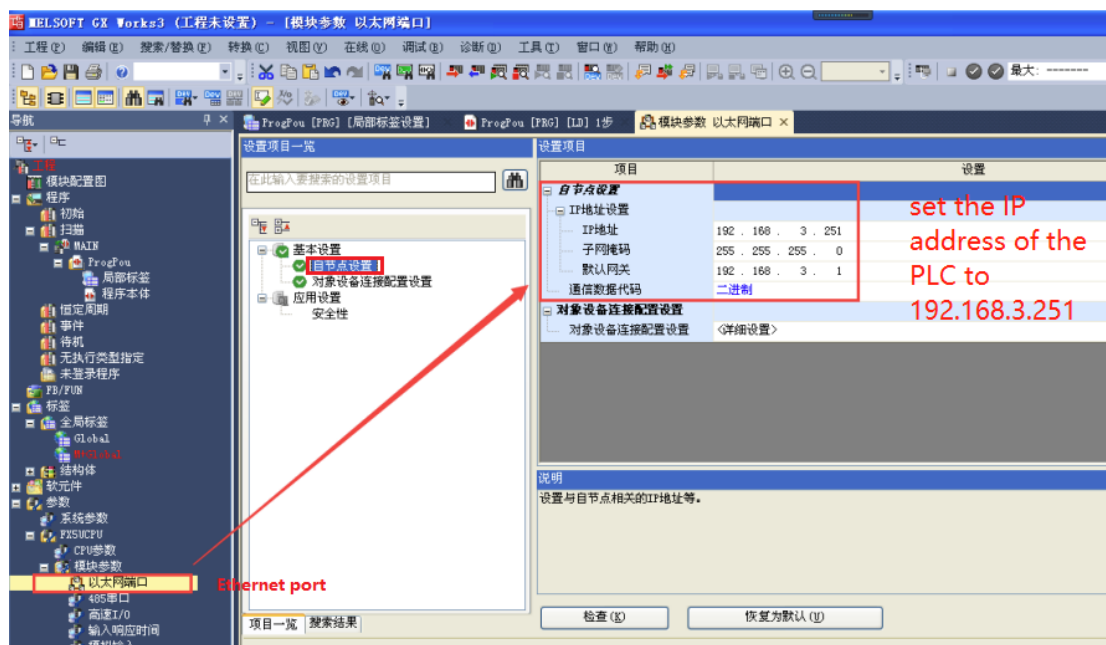 MELSOFT GX Works3 (工程未设置) - [模块参数 以太网端口]
工程(P) 编辑(E) 搜索/替换(F) 转换(C) 视图(V) 在线(O) 调试(B) 诊断(D) 工具(T) 窗口(W) 帮助(H)
最大: -------
导航
ProgPou [PRG] [局部标签设置]
ProgPou [PRG] [LD] 1步
模块参数 以太网端口
工程
模块配置图
程序
初始
扫描
MAIN
ProgPou
局部标签
程序本体
恒定周期
事件
待机
无执行类型指定
未登录程序
FB/FUN
标签
全局标签
Global
M+Global
结构体
软元件
参数
系统参数
FX5UCPU
CPU参数
模块参数
以太网端口
485串口
高速I/O
输入响应时间
模拟输入
Ethernet port
设置项目一览
在此输入要搜索的设置项目
基本设置
自节点设置
对象设备连接配置设置
应用设置
安全性
项目一览 搜索结果
设置项目
项目 设置
自节点设置
IP地址设置
IP地址 192 . 168 . 3 . 251
子网掩码 255 . 255 . 255 . 0
默认网关 192 . 168 . 3 . 1
通信数据代码 二进制
对象设备连接配置设置
对象设备连接配置设置 <详细设置>
set the IP
address of the
PLC to
192.168.3.251
说明
设置与自节点相关的IP地址等。
检查(K) 恢复为默认(U)